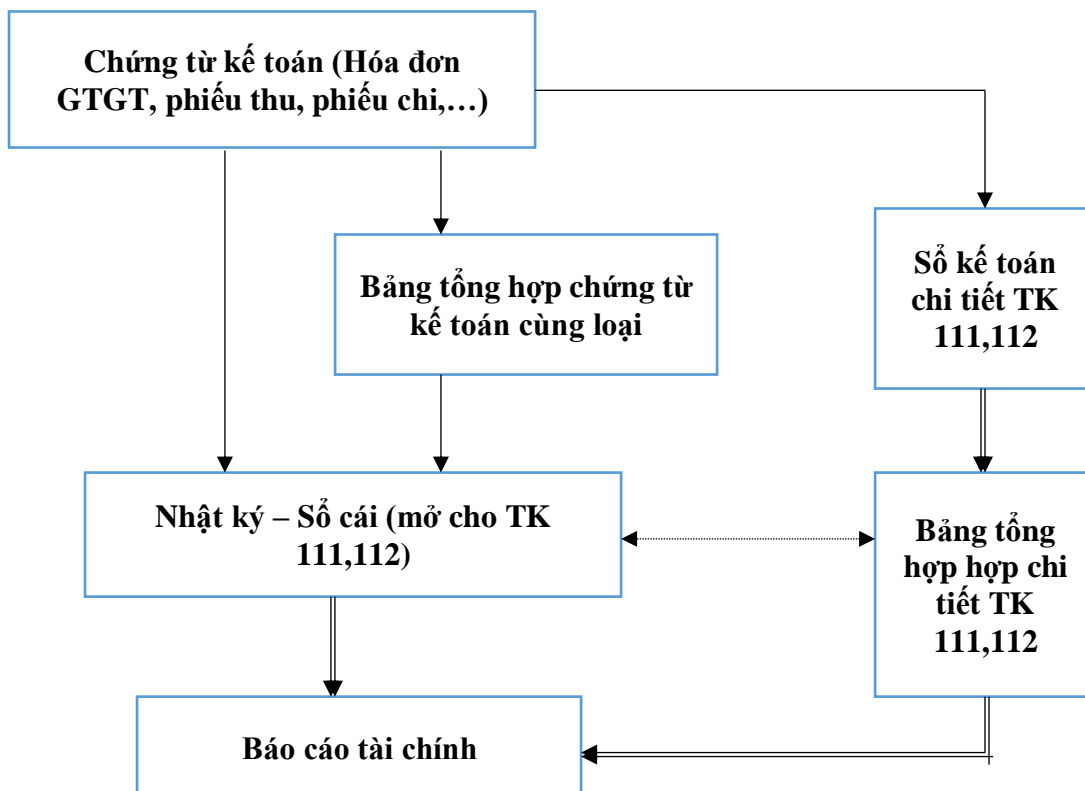 Chứng từ kế toán (Hóa đơn
GTGT, phiếu thu, phiếu chi,…)
Bảng tổng hợp chứng từ
kế toán cùng loại
Sổ kế toán
chi tiết TK
111,112
Nhật ký – Sổ cái (mở cho TK
111,112)
Bảng tổng
hợp hợp chi
tiết TK
111,112
Báo cáo tài chính